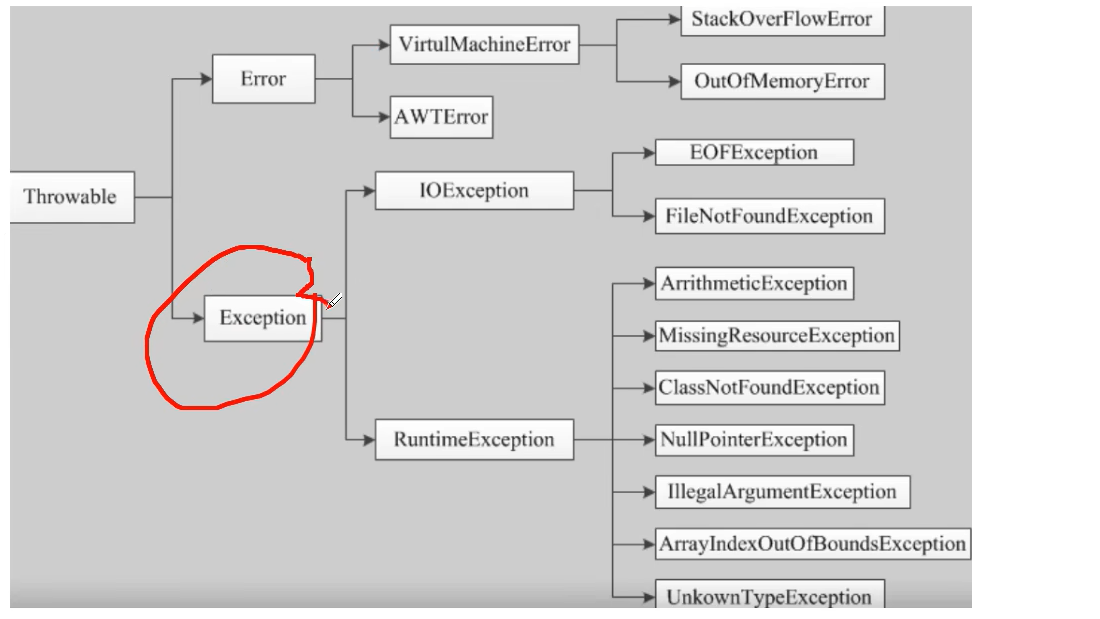 Throwable
Error
VirtulMachineError
StackOverFlowError
OutOfMemoryError
AWTError
Exception
IOException
EOFException
FileNotFoundException
RuntimeException
ArrithmeticException
MissingResourceException
ClassNotFoundException
NullPointerException
IllegalArgumentException
ArrayIndexOutOfBoundsException
UnkownTypeException